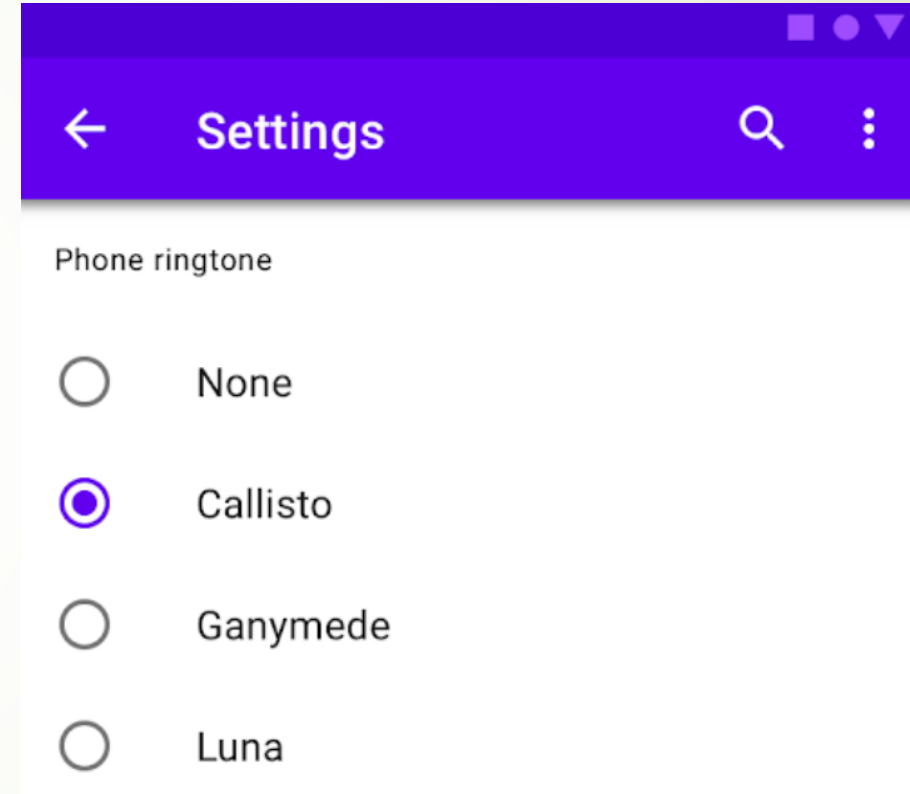 Settings
Phone ringtone
None
Callisto
Ganymede
Luna